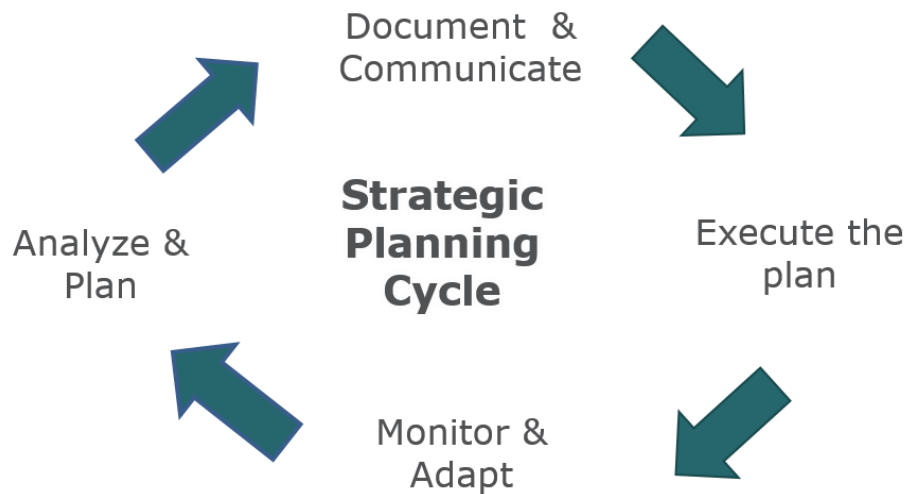 Document & 
Communicate
Strategic
Planning
Cycle
Analyze &
Plan
Execute the
plan
Monitor &
Adapt